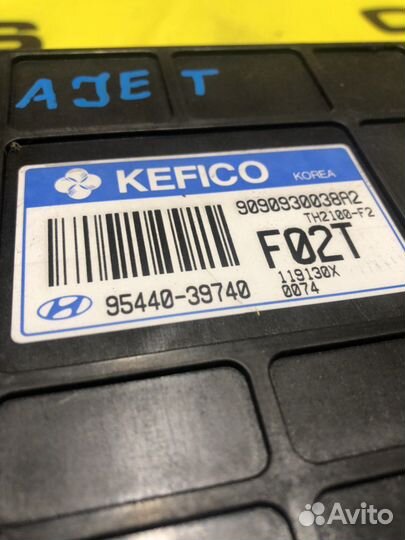 AJET
KEFICO KOREA
9090930038A2
TH2100-F2
F02T
95440-39740
119130X
0074
Avito